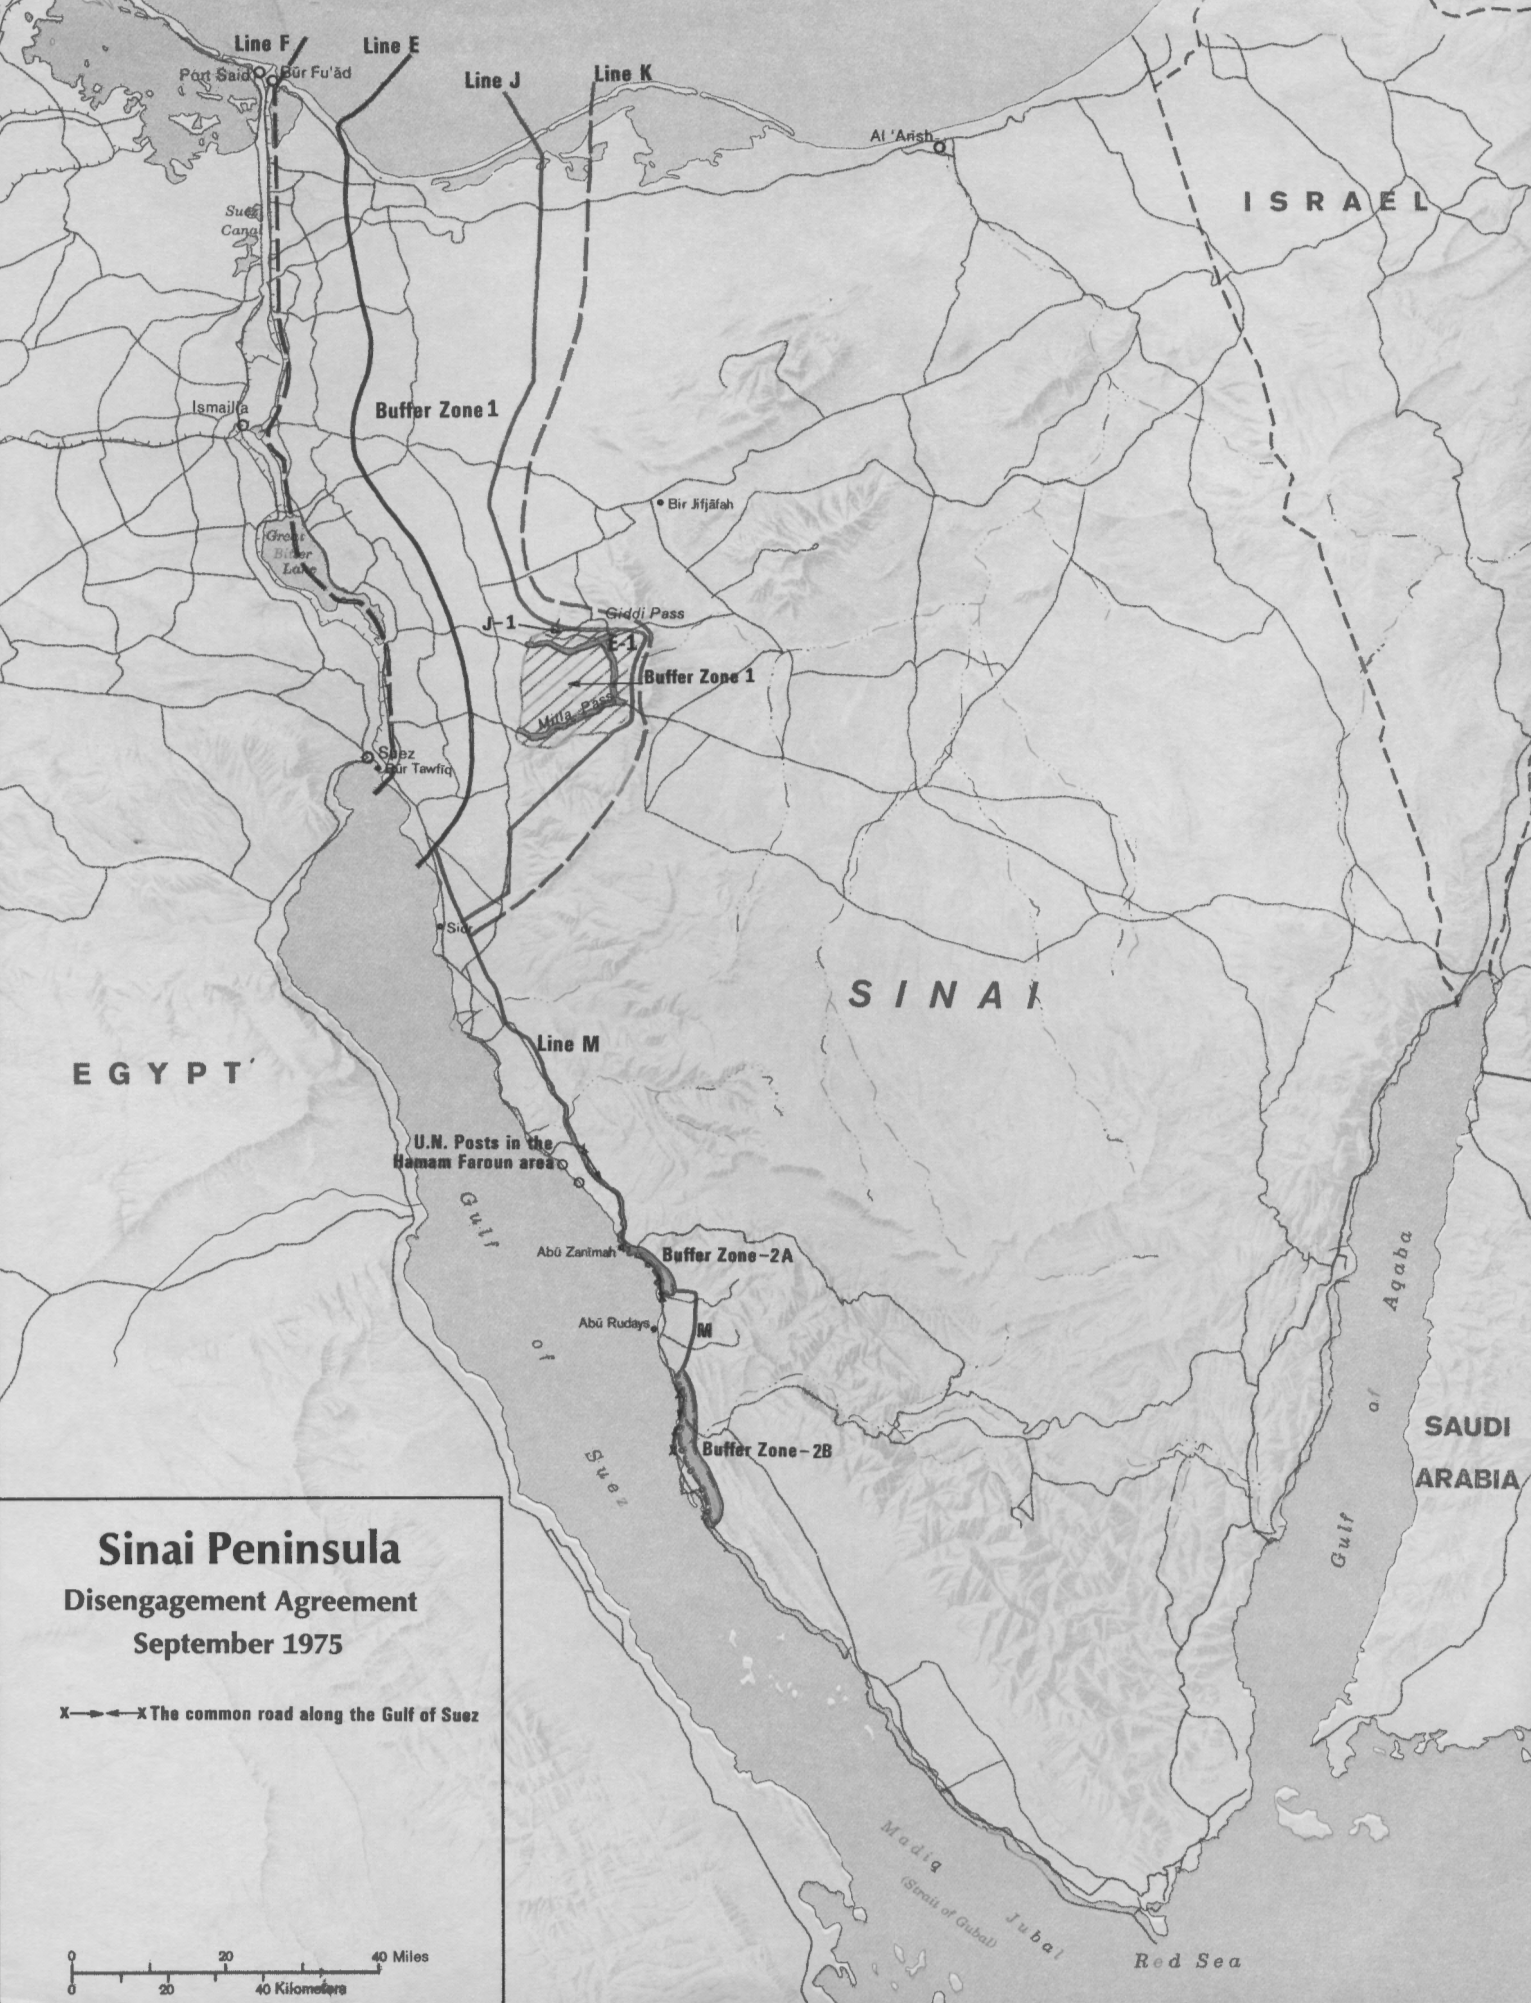 Line F
Line E
Line J
Line K
Port Said
Būr Fu'ād
Al 'Arish
ISRAEL
Suez
Canal
Ismailia
Buffer Zone 1
Bir Jifjāfah
Great
Bitter
Lake
Giddi Pass
J-1
E-1
Buffer Zone 1
Mitla Pass
Suez
Būr Tawfīq
Sidr
SINAI
Line M
EGYPT
U.N. Posts in the
Hamam Faroun area
Gulf
of
Suez
Abū Zanīmah
Buffer Zone-2A
Abū Rudays
M
Buffer Zone-2B
Gulf
of
Aqaba
SAUDI
ARABIA
Sinai Peninsula
Disengagement Agreement
September 1975
X X The common road along the Gulf of Suez
0 20 40 Miles
0 20 40 Kilometers
Madiq
Jubal
(Strait of Gubal)
Red Sea